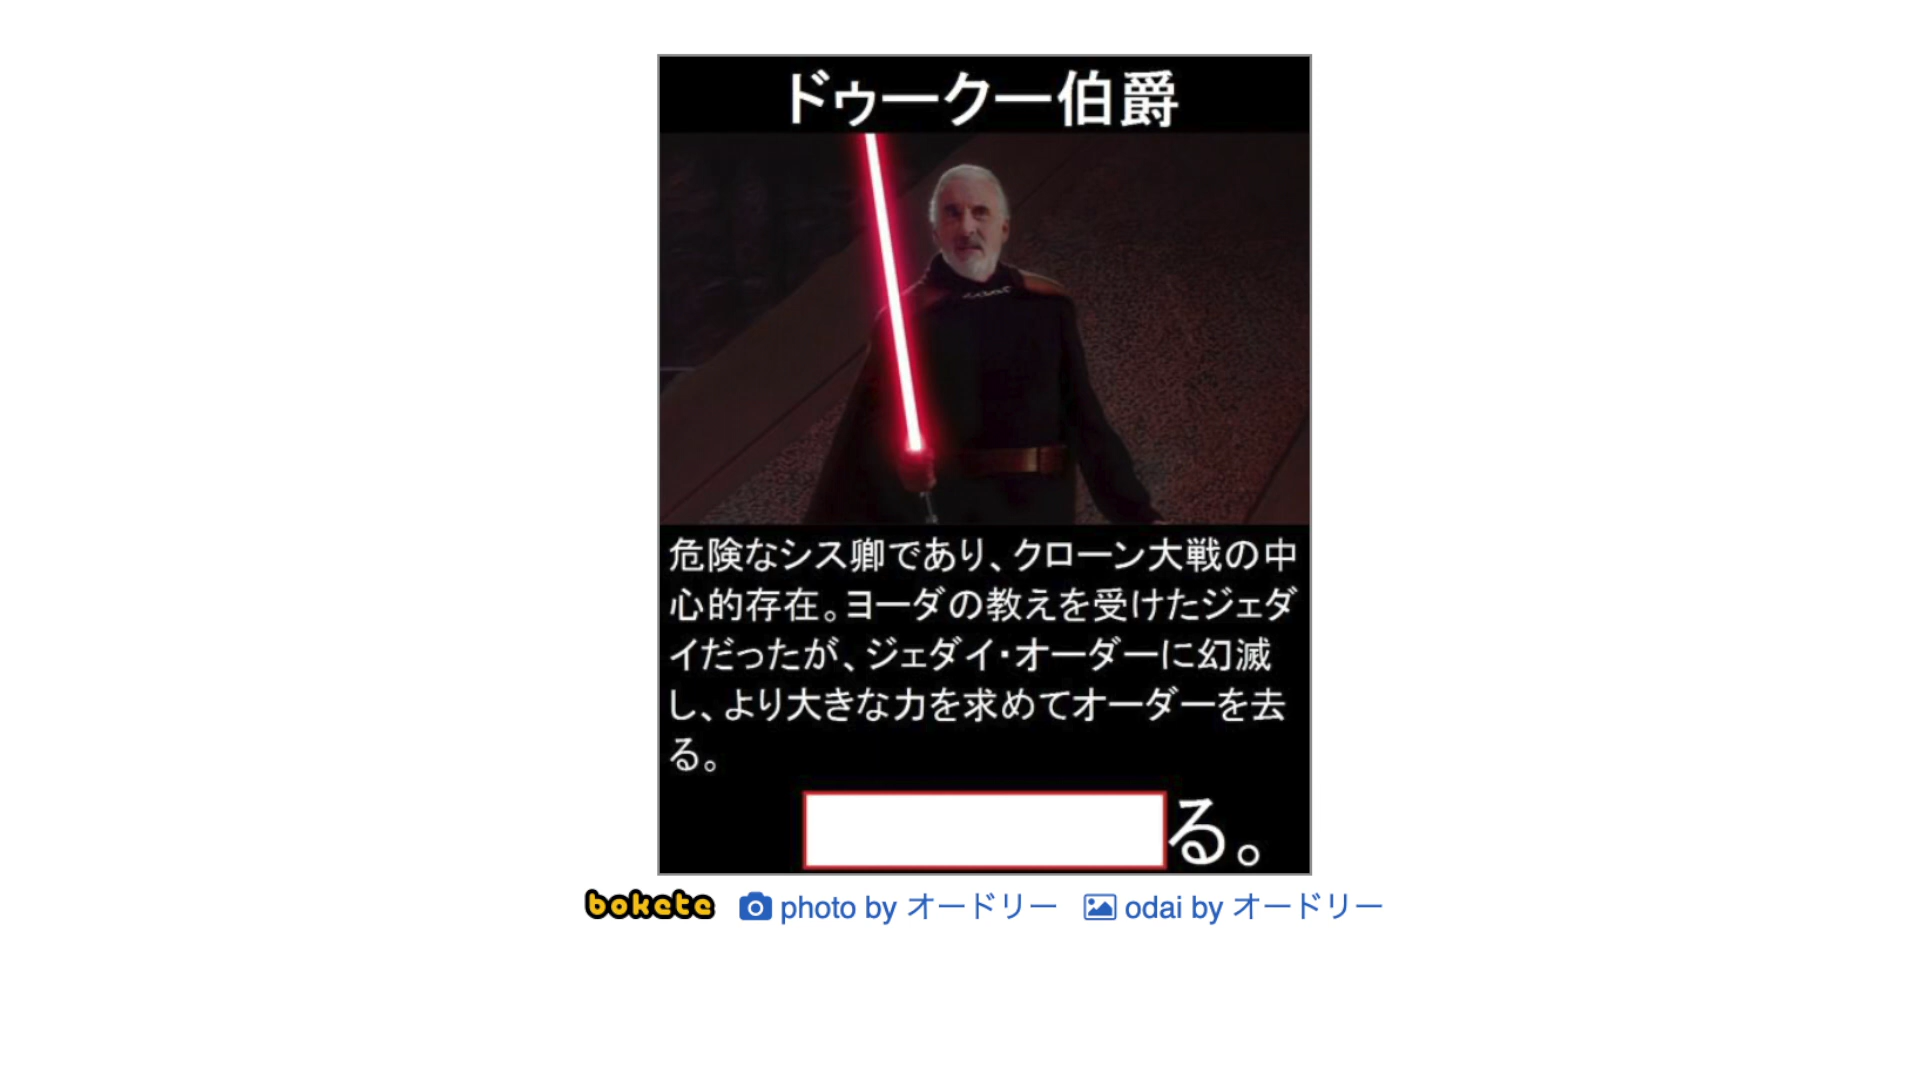 ドゥークー伯爵
危険なシス卿であり、クローン大戦の中
心的存在。ヨーダの教えを受けたジェダ
イだったが、ジェダイ・オーダーに幻滅
し、より大きな力を求めてオーダーを去
る。
る。
bokete photo by オードリー odai by オードリー